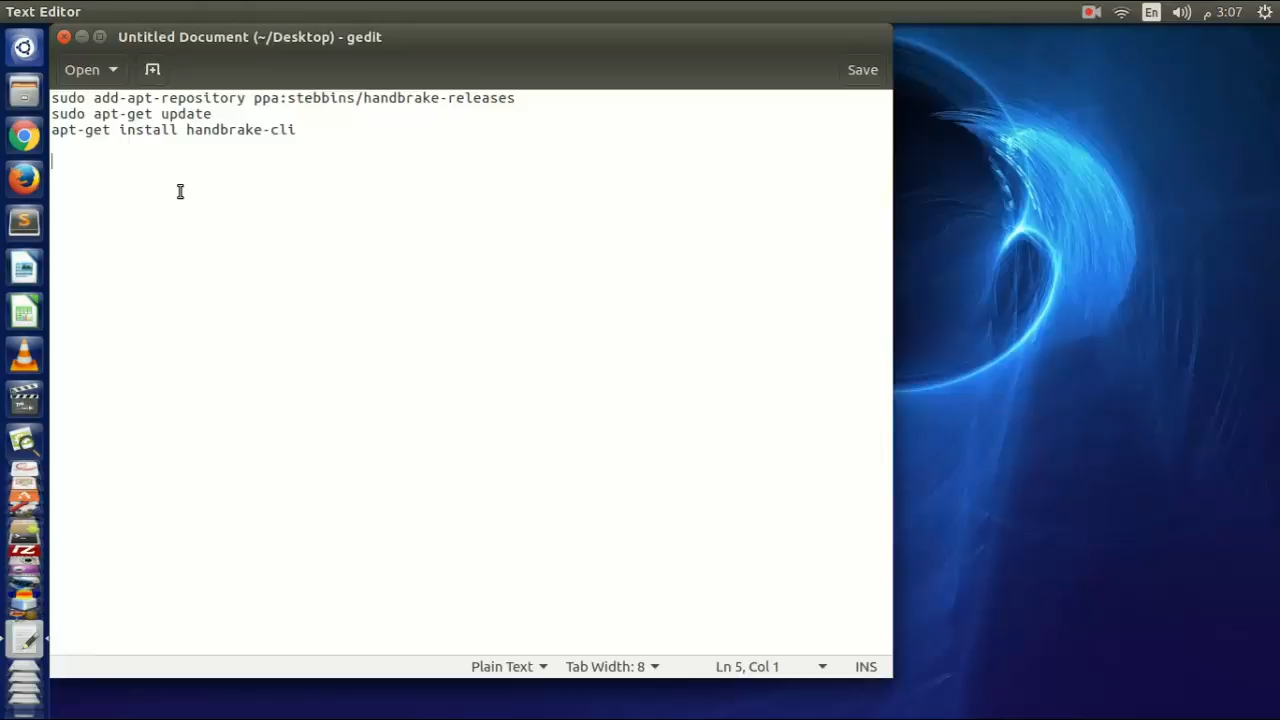 Text Editor
En
3:07 م
Untitled Document (~/Desktop) - gedit
Open
Save
sudo add-apt-repository ppa:stebbins/handbrake-releases
sudo apt-get update
apt-get install handbrake-cli
Plain Text
Tab Width: 8
Ln 5, Col 1
INS